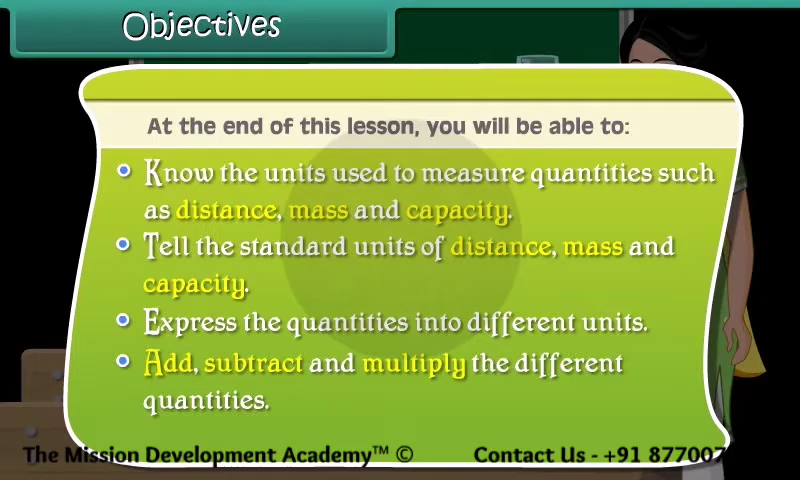 Objectives
At the end of this lesson, you will be able to:
Know the units used to measure quantities such
as distance, mass and capacity.
Tell the standard units of distance, mass and
capacity.
Express the quantities into different units.
Add, subtract and multiply the different
quantities.
The Mission Development Academy™ © Contact Us - +91 877007